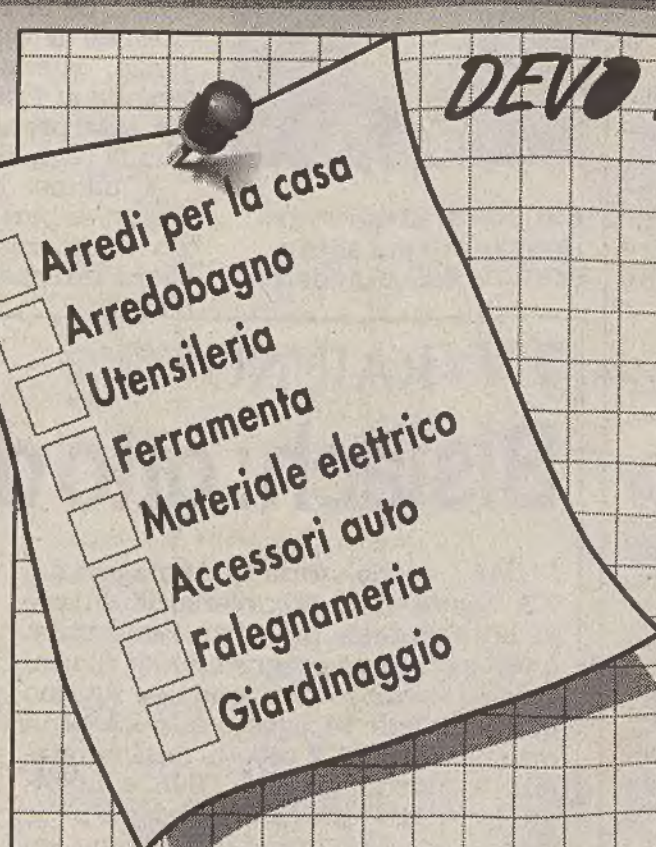 DEVO
Arredi per la casa
Arredobagno
Utensileria
Ferramenta
Materiale elettrico
Accessori auto
Falegnameria
Giardinaggio